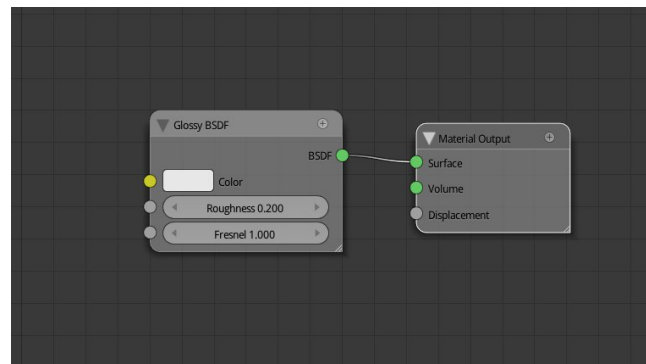 Glossy BSDF
BSDF
Color
Roughness 0.200
Fresnel 1.000
Material Output
Surface
Volume
Displacement